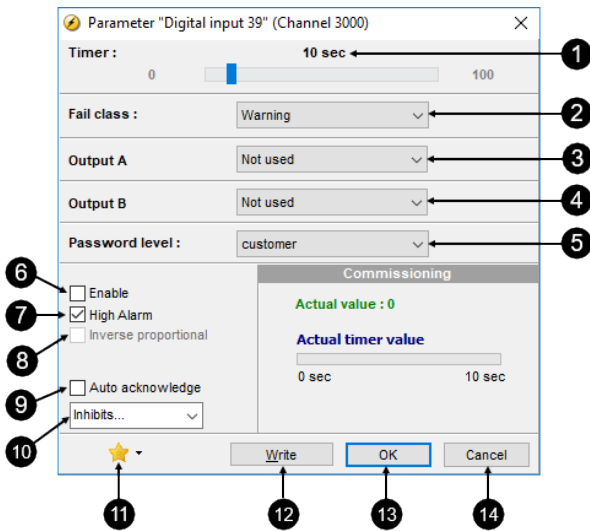 Parameter "Digital input 39" (Channel 3000)
Timer :
10 sec
1
0
100
Fail class :
Warning
2
Output A
Not used
3
Output B
Not used
4
Password level :
customer
5
Commissioning
6
Enable
Actual value : 0
7
High Alarm
8
Inverse proportional
Actual timer value
0 sec
10 sec
9
Auto acknowledge
10
Inhibits...
Write
OK
Cancel
11
12
13
14